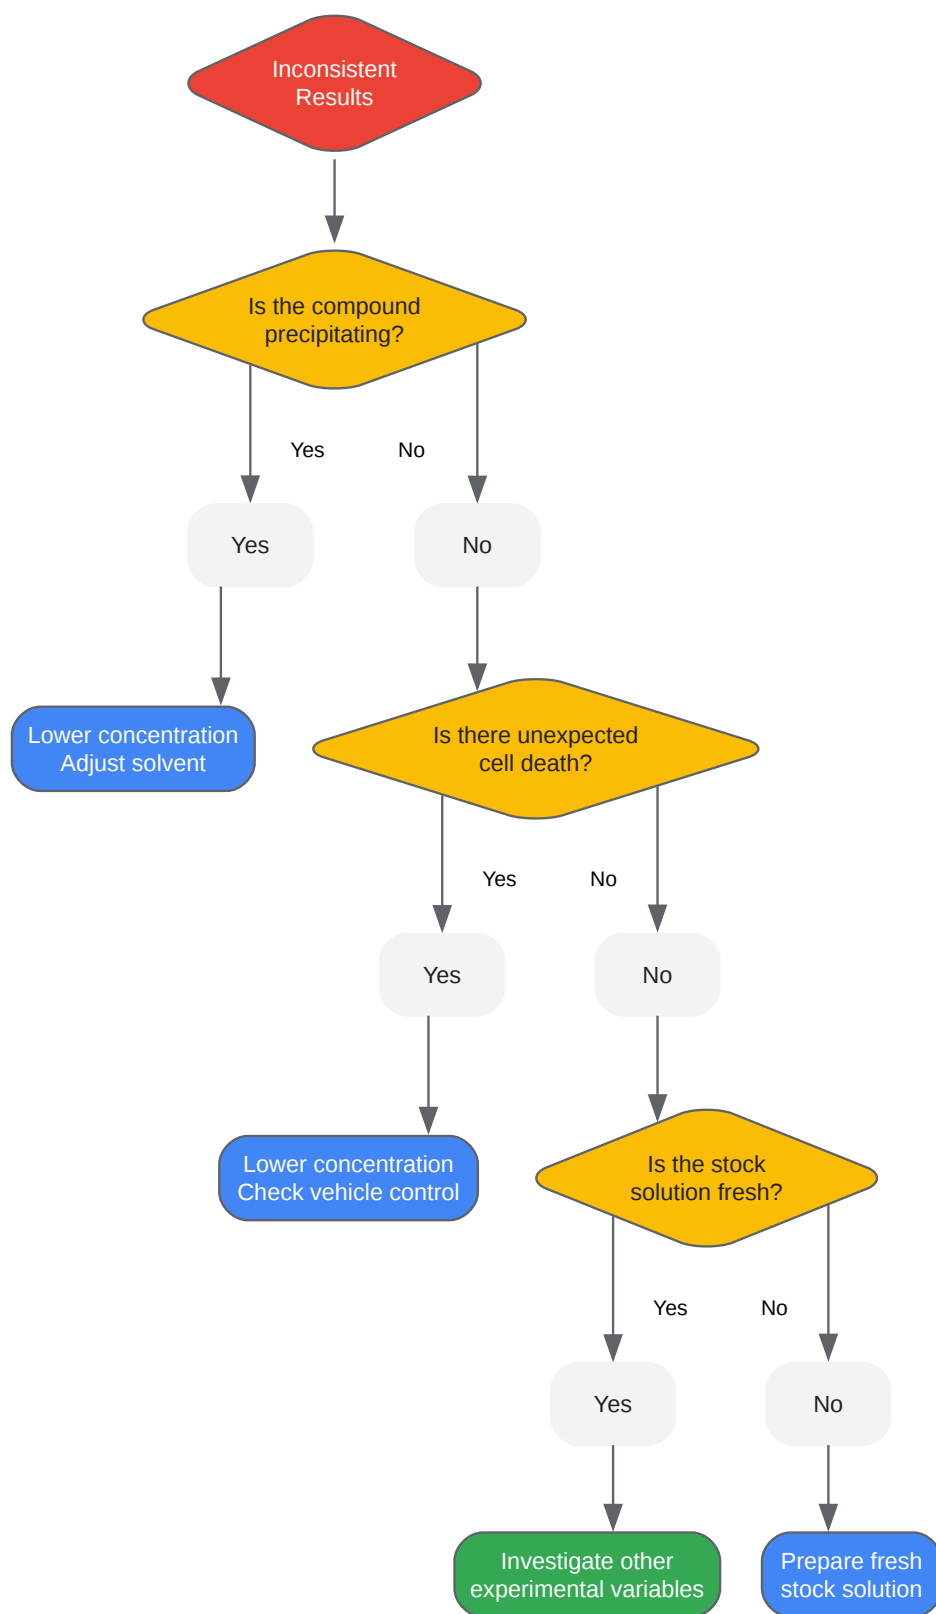 Inconsistent
Results
Is the compound
precipitating?
Yes
No
Yes
No
Lower concentration
Adjust solvent
Is there unexpected
cell death?
Yes
No
Yes
No
Lower concentration
Check vehicle control
Is the stock
solution fresh?
Yes
No
Yes
No
Investigate other
experimental variables
Prepare fresh
stock solution